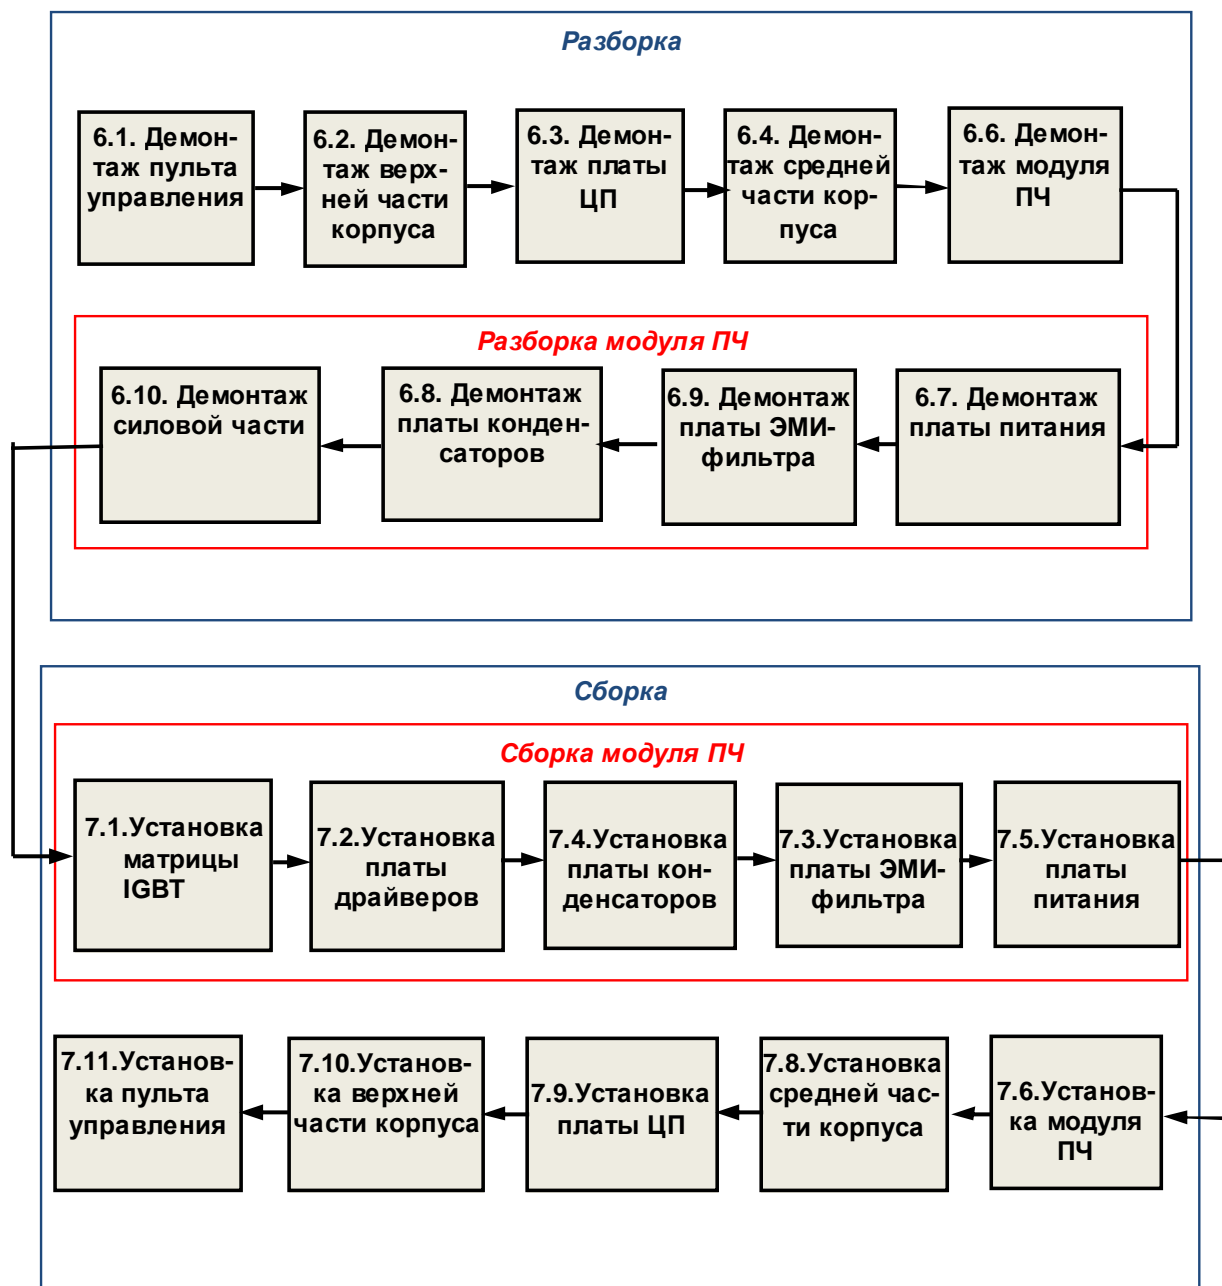 Разборка
6.1. Демон-
таж пульта
управления
6.2. Демон-
таж верх-
ней части
корпуса
6.3. Демон-
таж платы
ЦП
6.4. Демон-
таж средней
части кор-
пуса
6.6. Демон-
таж модуля
ПЧ
Разборка модуля ПЧ
6.10. Демонтаж
силовой части
6.8. Демонтаж
платы конден-
саторов
6.9. Демонтаж
платы ЭМИ-
фильтра
6.7. Демонтаж
платы питания
Сборка
Сборка модуля ПЧ
7.1.Установка
матрицы
IGBT
7.2.Установка
платы
драйверов
7.4.Установка
платы кон-
денсаторов
7.3.Установка
платы ЭМИ-
фильтра
7.5.Установка
платы
питания
7.11.Установ-
ка пульта
управления
7.10.Установ-
ка верхней
части корпуса
7.9.Установка
платы ЦП
7.8.Установка
средней час-
ти корпуса
7.6.Установ-
ка модуля
ПЧ